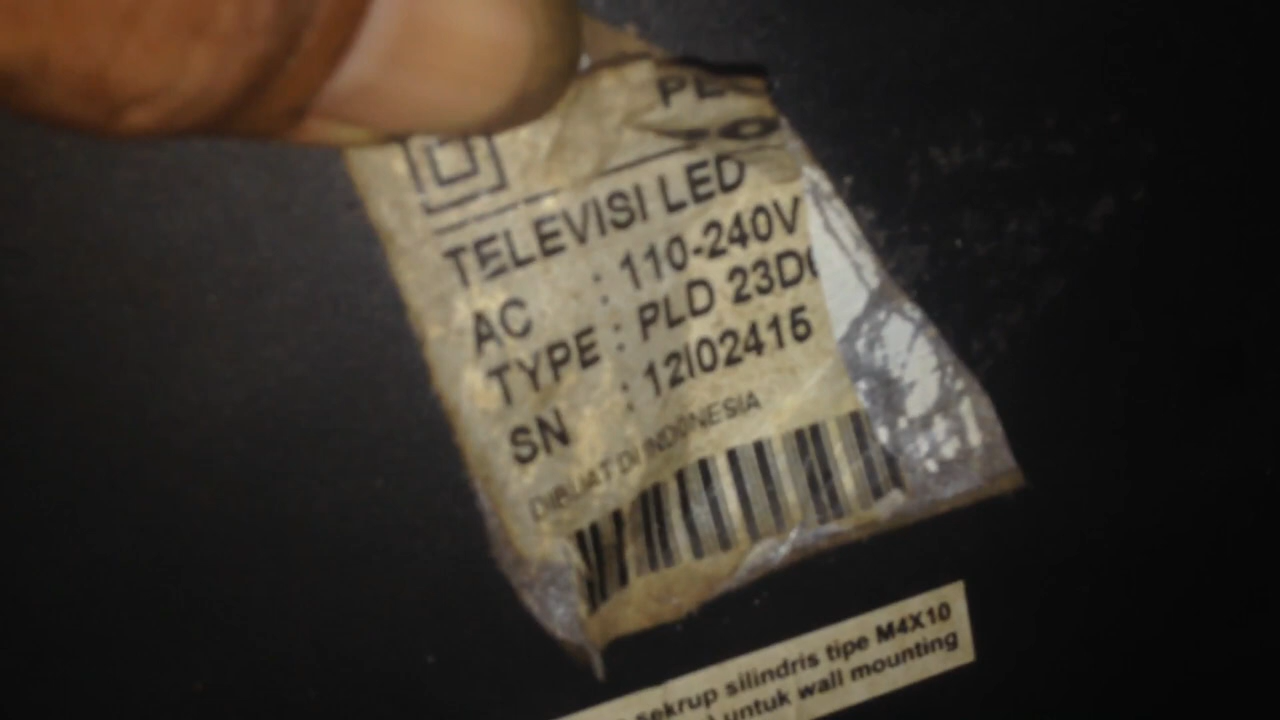 TELEVISI LED
AC : 110-240V
TYPE : PLD 23D
SN : 12I02415
DIBUAT DI INDONESIA
sekrup silindris tipe M4X10
untuk wall mounting